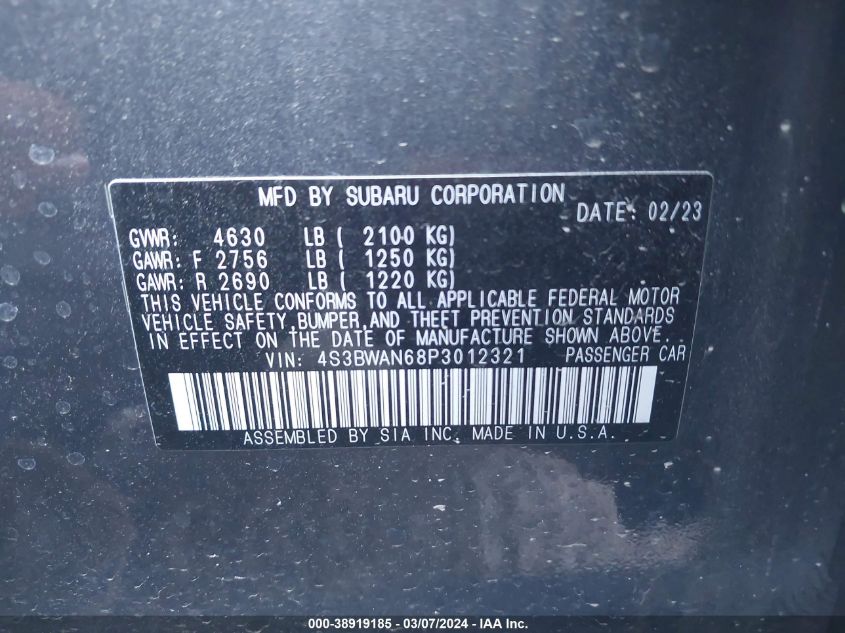 MFD BY SUBARU CORPORATION
DATE: 02/23
GVWR: 4630 LB ( 2100 KG)
GAWR: F 2756 LB ( 1250 KG)
GAWR: R 2690 LB ( 1220 KG)
THIS VEHICLE CONFORMS TO ALL APPLICABLE FEDERAL MOTOR
VEHICLE SAFETY,BUMPER,AND THEFT PREVENTION STANDARDS
IN EFFECT ON THE DATE OF MANUFACTURE SHOWN ABOVE.
VIN: 4S3BWAN68P3012321 PASSENGER CAR
ASSEMBLED BY SIA INC. MADE IN U.S.A.
000-38919185 - 03/07/2024 - IAA Inc.